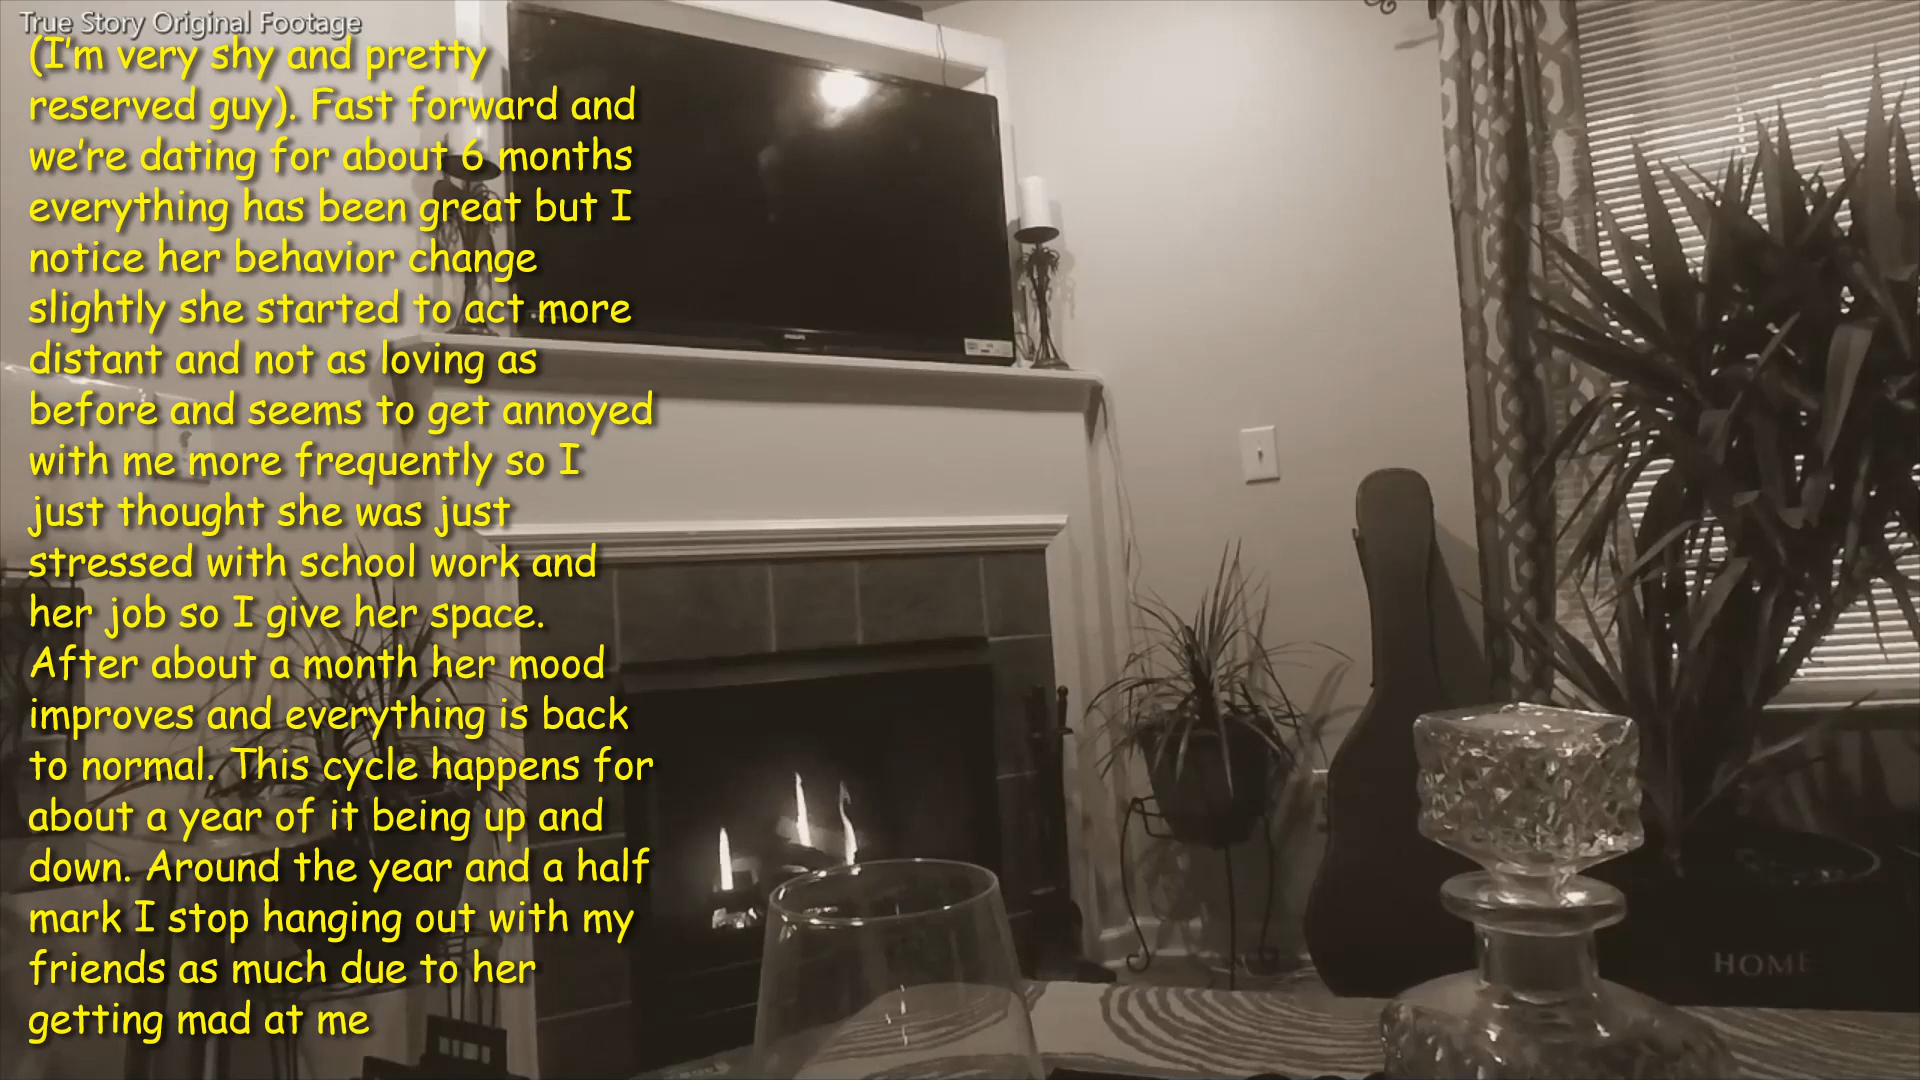 True Story Original Footage
(I'm very shy and pretty
reserved guy). Fast forward and
we're dating for about 6 months
everything has been great but I
notice her behavior change
slightly she started to act more
distant and not as loving as
before and seems to get annoyed
with me more frequently so I
just thought she was just
stressed with school work and
her job so I give her space.
After about a month her mood
improves and everything is back
to normal. This cycle happens for
about a year of it being up and
down. Around the year and a half
mark I stop hanging out with my
friends as much due to her
getting mad at me
PHILIPS
HOME